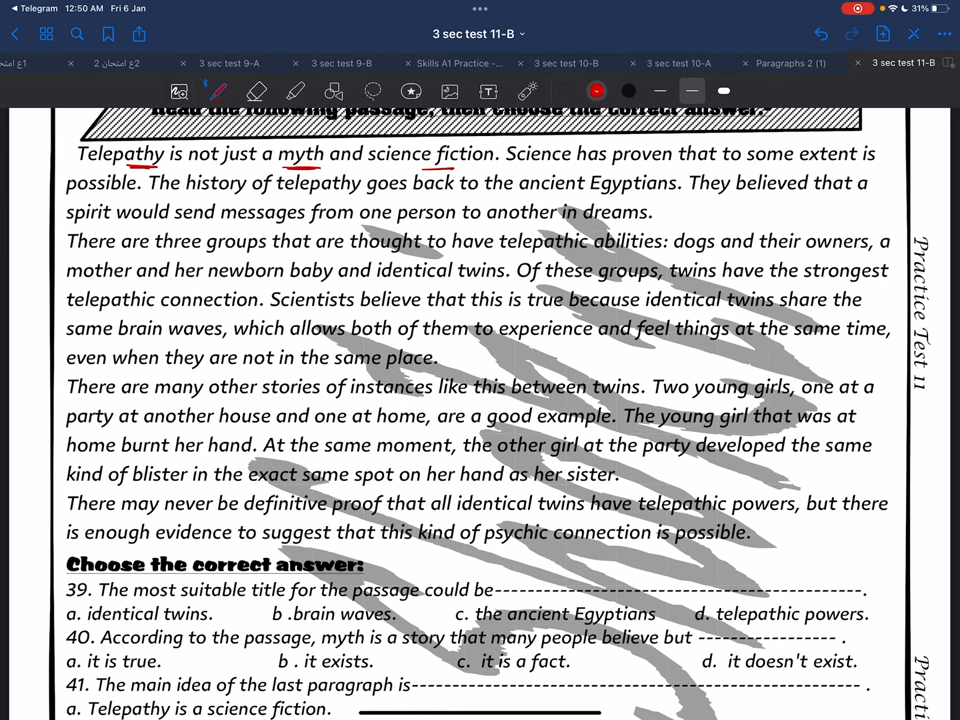 Telegram 12:50 AM Fri 6 Jan 31%
3 sec test 11-B
2ع امتحان 2
3 sec test 9-A
3 sec test 9-B
Skills A1 Practice -...
3 sec test 10-B
3 sec test 10-A
Paragraphs 2 (1)
3 sec test 11-B
Read the following passage, then choose the correct answer:-
Telepathy is not just a myth and science fiction. Science has proven that to some extent is
possible. The history of telepathy goes back to the ancient Egyptians. They believed that a
spirit would send messages from one person to another in dreams.
There are three groups that are thought to have telepathic abilities: dogs and their owners, a
mother and her newborn baby and identical twins. Of these groups, twins have the strongest
telepathic connection. Scientists believe that this is true because identical twins share the
same brain waves, which allows both of them to experience and feel things at the same time,
even when they are not in the same place.
There are many other stories of instances like this between twins. Two young girls, one at a
party at another house and one at home, are a good example. The young girl that was at
home burnt her hand. At the same moment, the other girl at the party developed the same
kind of blister in the exact same spot on her hand as her sister.
There may never be definitive proof that all identical twins have telepathic powers, but there
is enough evidence to suggest that this kind of psychic connection is possible.
Choose the correct answer:
39. The most suitable title for the passage could be----------------------------------------------.
a. identical twins. b .brain waves. c. the ancient Egyptians d. telepathic powers.
40. According to the passage, myth is a story that many people believe but ----------------- .
a. it is true. b . it exists. c. it is a fact. d. it doesn't exist.
41. The main idea of the last paragraph is-------------------------------------------------------- .
a. Telepathy is a science fiction.
Practice Test 11
Practi